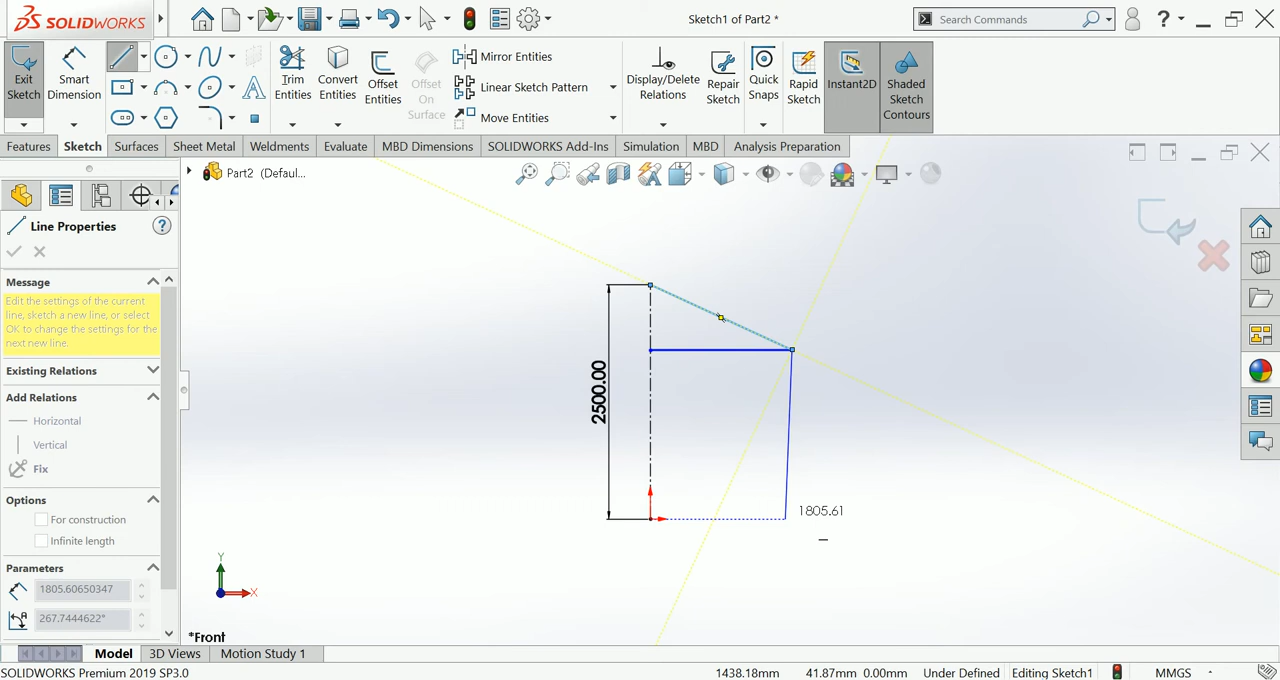 SOLIDWORKS
Sketch1 of Part2 *
Search Commands
?
Exit Sketch
Smart Dimension
Trim Entities
Convert Entities
Offset Entities
Offset On Surface
Mirror Entities
Linear Sketch Pattern
Move Entities
Display/Delete Relations
Repair Sketch
Quick Snaps
Rapid Sketch
Instant2D
Shaded Sketch Contours
Features
Sketch
Surfaces
Sheet Metal
Weldments
Evaluate
MBD Dimensions
SOLIDWORKS Add-Ins
Simulation
MBD
Analysis Preparation
Part2 (Defaul...
Line Properties
?
Message
Edit the settings of the current
line, sketch a new line, or select
OK to change the settings for the
next new line.
Existing Relations
Add Relations
Horizontal
Vertical
Fix
Options
For construction
Infinite length
Parameters
1805.60650347
267.7444622°
2500.00
1805.61
Y
X
*Front
Model
3D Views
Motion Study 1
SOLIDWORKS Premium 2019 SP3.0
1438.18mm
41.87mm 0.00mm
Under Defined
Editing Sketch1
MMGS